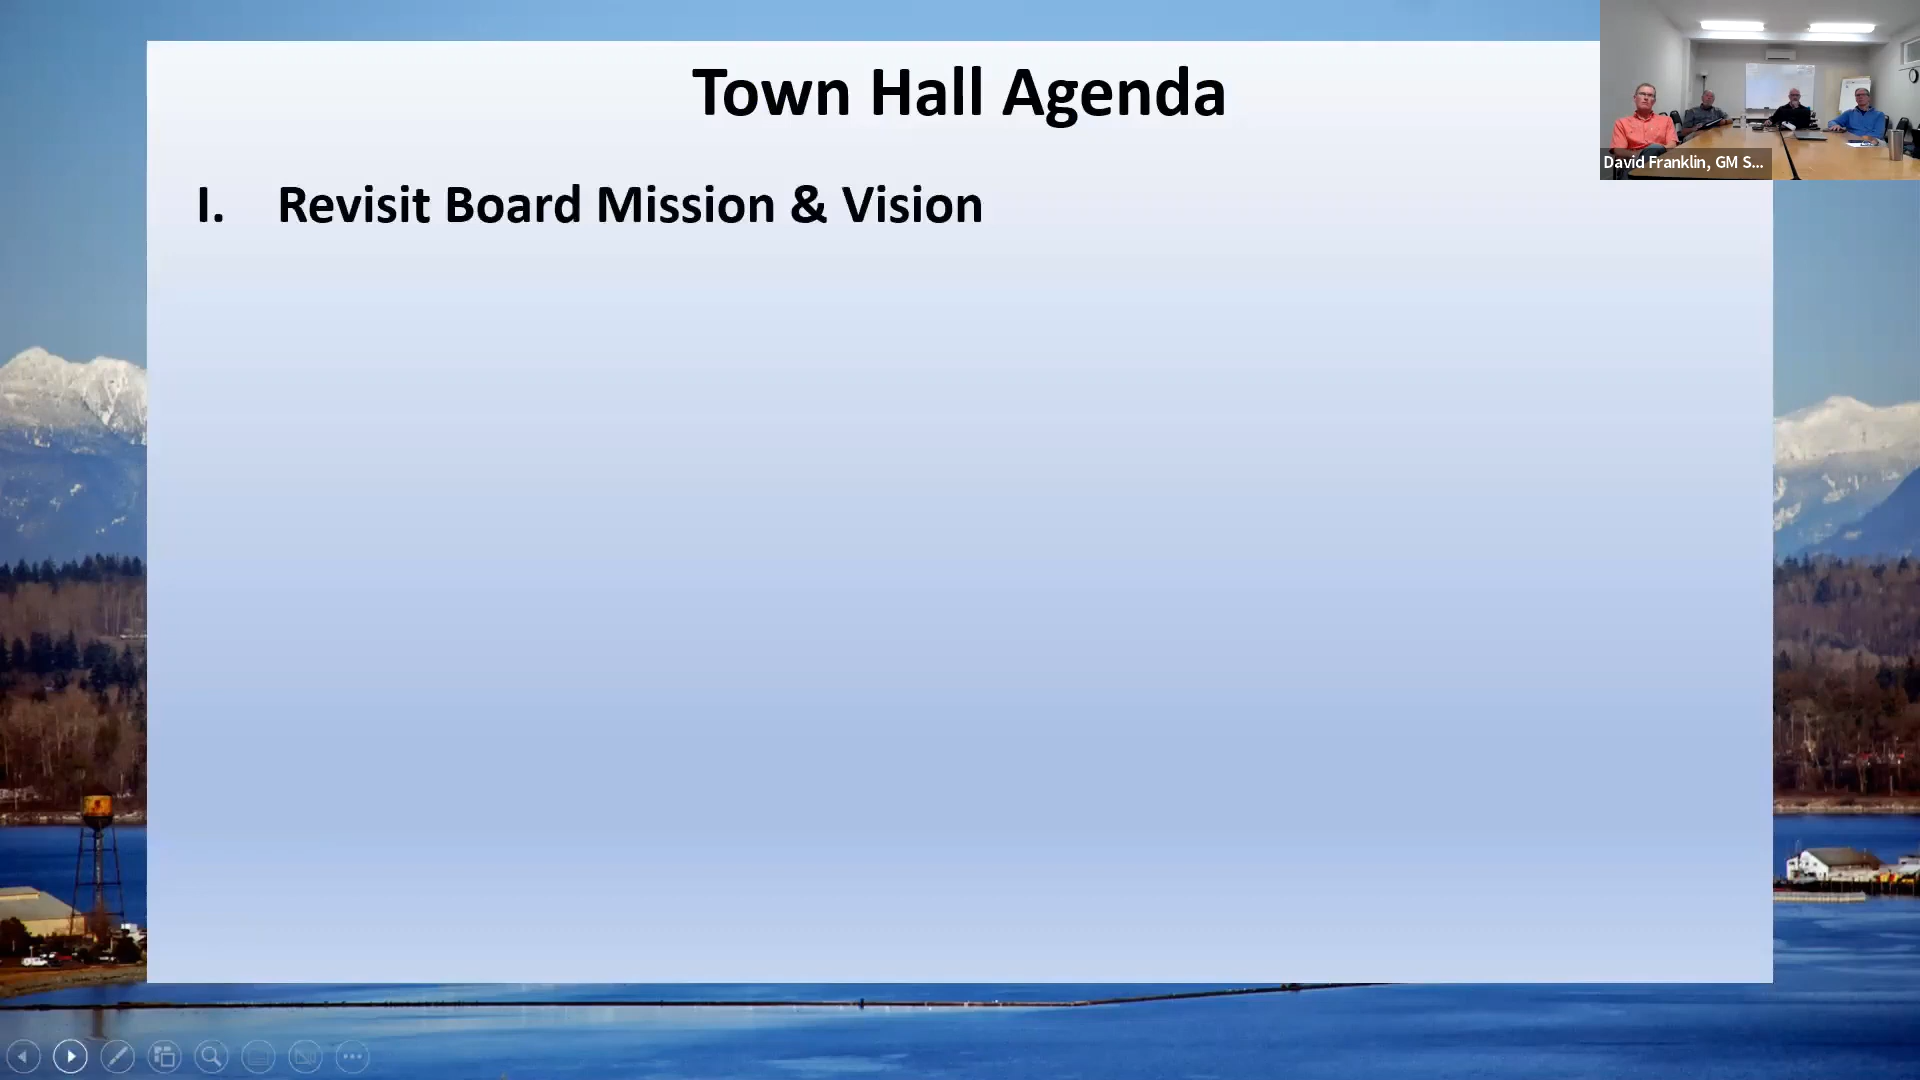 Town Hall Agenda
I. Revisit Board Mission & Vision
David Franklin, GM S...